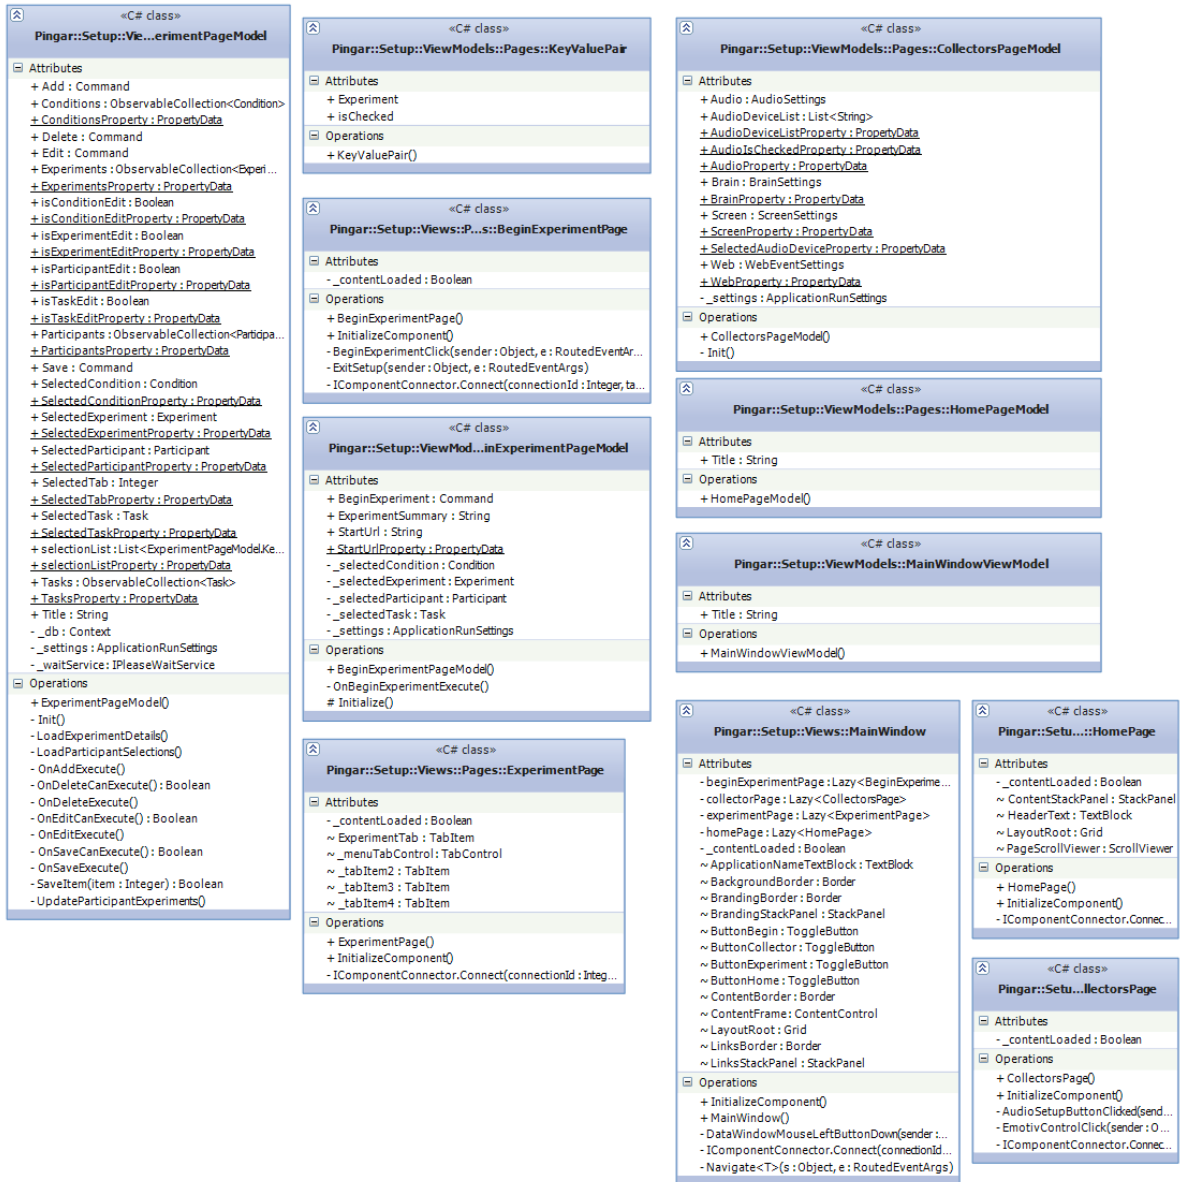 «C# class»
Pingar::Setup::Vie...erimentPageModel
Attributes
+ Add : Command
+ Conditions : ObservableCollection<Condition>
+ ConditionsProperty : PropertyData
+ Delete : Command
+ Edit : Command
+ Experiments : ObservableCollection<Experi...
+ ExperimentsProperty : PropertyData
+ isConditionEdit : Boolean
+ isConditionEditProperty : PropertyData
+ isExperimentEdit : Boolean
+ isExperimentEditProperty : PropertyData
+ isParticipantEdit : Boolean
+ isParticipantEditProperty : PropertyData
+ isTaskEdit : Boolean
+ isTaskEditProperty : PropertyData
+ Participants : ObservableCollection<Participa...
+ ParticipantsProperty : PropertyData
+ Save : Command
+ SelectedCondition : Condition
+ SelectedConditionProperty : PropertyData
+ SelectedExperiment : Experiment
+ SelectedExperimentProperty : PropertyData
+ SelectedParticipant : Participant
+ SelectedParticipantProperty : PropertyData
+ SelectedTab : Integer
+ SelectedTabProperty : PropertyData
+ SelectedTask : Task
+ SelectedTaskProperty : PropertyData
+ selectionList : List<ExperimentPageModel.Ke...
+ selectionListProperty : PropertyData
+ Tasks : ObservableCollection<Task>
+ TasksProperty : PropertyData
+ Title : String
- _db : Context
- _settings : ApplicationRunSettings
- _waitService : IPleaseWaitService
Operations
+ ExperimentPageModel()
- Init()
- LoadExperimentDetails()
- LoadParticipantSelections()
- OnAddExecute()
- OnDeleteCanExecute() : Boolean
- OnDeleteExecute()
- OnEditCanExecute() : Boolean
- OnEditExecute()
- OnSaveCanExecute() : Boolean
- OnSaveExecute()
- SaveItem(item : Integer) : Boolean
- UpdateParticipantExperiments()
«C# class»
Pingar::Setup::ViewModels::Pages::KeyValuePair
Attributes
+ Experiment
+ isChecked
Operations
+ KeyValuePair()
«C# class»
Pingar::Setup::Views::P...s::BeginExperimentPage
Attributes
- _contentLoaded : Boolean
Operations
+ BeginExperimentPage()
+ InitializeComponent()
- BeginExperimentClick(sender : Object, e : RoutedEventAr...
- ExitSetup(sender : Object, e : RoutedEventArgs)
- IComponentConnector.Connect(connectionId : Integer, ta...
«C# class»
Pingar::Setup::ViewMod...inExperimentPageModel
Attributes
+ BeginExperiment : Command
+ ExperimentSummary : String
+ StartUrl : String
+ StartUrlProperty : PropertyData
- _selectedCondition : Condition
- _selectedExperiment : Experiment
- _selectedParticipant : Participant
- _selectedTask : Task
- _settings : ApplicationRunSettings
Operations
+ BeginExperimentPageModel()
- OnBeginExperimentExecute()
# Initialize()
«C# class»
Pingar::Setup::Views::Pages::ExperimentPage
Attributes
- _contentLoaded : Boolean
~ ExperimentTab : TabItem
~ _menuTabControl : TabControl
~ _tabItem2 : TabItem
~ _tabItem3 : TabItem
~ _tabItem4 : TabItem
Operations
+ ExperimentPage()
+ InitializeComponent()
- IComponentConnector.Connect(connectionId : Integ...
«C# class»
Pingar::Setup::ViewModels::Pages::CollectorsPageModel
Attributes
+ Audio : AudioSettings
+ AudioDeviceList : List<String>
+ AudioDeviceListProperty : PropertyData
+ AudioIsCheckedProperty : PropertyData
+ AudioProperty : PropertyData
+ Brain : BrainSettings
+ BrainProperty : PropertyData
+ Screen : ScreenSettings
+ ScreenProperty : PropertyData
+ SelectedAudioDeviceProperty : PropertyData
+ Web : WebEventSettings
+ WebProperty : PropertyData
- _settings : ApplicationRunSettings
Operations
+ CollectorsPageModel()
- Init()
«C# class»
Pingar::Setup::ViewModels::Pages::HomePageModel
Attributes
+ Title : String
Operations
+ HomePageModel()
«C# class»
Pingar::Setup::ViewModels::MainWindowViewModel
Attributes
+ Title : String
Operations
+ MainWindowViewModel()
«C# class»
Pingar::Setup::Views::MainWindow
Attributes
- beginExperimentPage : Lazy<BeginExperime...
- collectorPage : Lazy<CollectorsPage>
- experimentPage : Lazy<ExperimentPage>
- homePage : Lazy<HomePage>
- _contentLoaded : Boolean
~ ApplicationNameTextBlock : TextBlock
~ BackgroundBorder : Border
~ BrandingBorder : Border
~ BrandingStackPanel : StackPanel
~ ButtonBegin : ToggleButton
~ ButtonCollector : ToggleButton
~ ButtonExperiment : ToggleButton
~ ButtonHome : ToggleButton
~ ContentBorder : Border
~ ContentFrame : ContentControl
~ LayoutRoot : Grid
~ LinksBorder : Border
~ LinksStackPanel : StackPanel
Operations
+ InitializeComponent()
+ MainWindow()
- DataWindowMouseLeftButtonDown(sender :...
- IComponentConnector.Connect(connectionId...
- Navigate<T>(s : Object, e : RoutedEventArgs)
«C# class»
Pingar::Setu...::HomePage
Attributes
- _contentLoaded : Boolean
~ ContentStackPanel : StackPanel
~ HeaderText : TextBlock
~ LayoutRoot : Grid
~ PageScrollViewer : ScrollViewer
Operations
+ HomePage()
+ InitializeComponent()
- IComponentConnector.Connec...
«C# class»
Pingar::Setu...llectorsPage
Attributes
- _contentLoaded : Boolean
Operations
+ CollectorsPage()
+ InitializeComponent()
- AudioSetupButtonClicked(send...
- EmotivControlClick(sender : O...
- IComponentConnector.Connec...